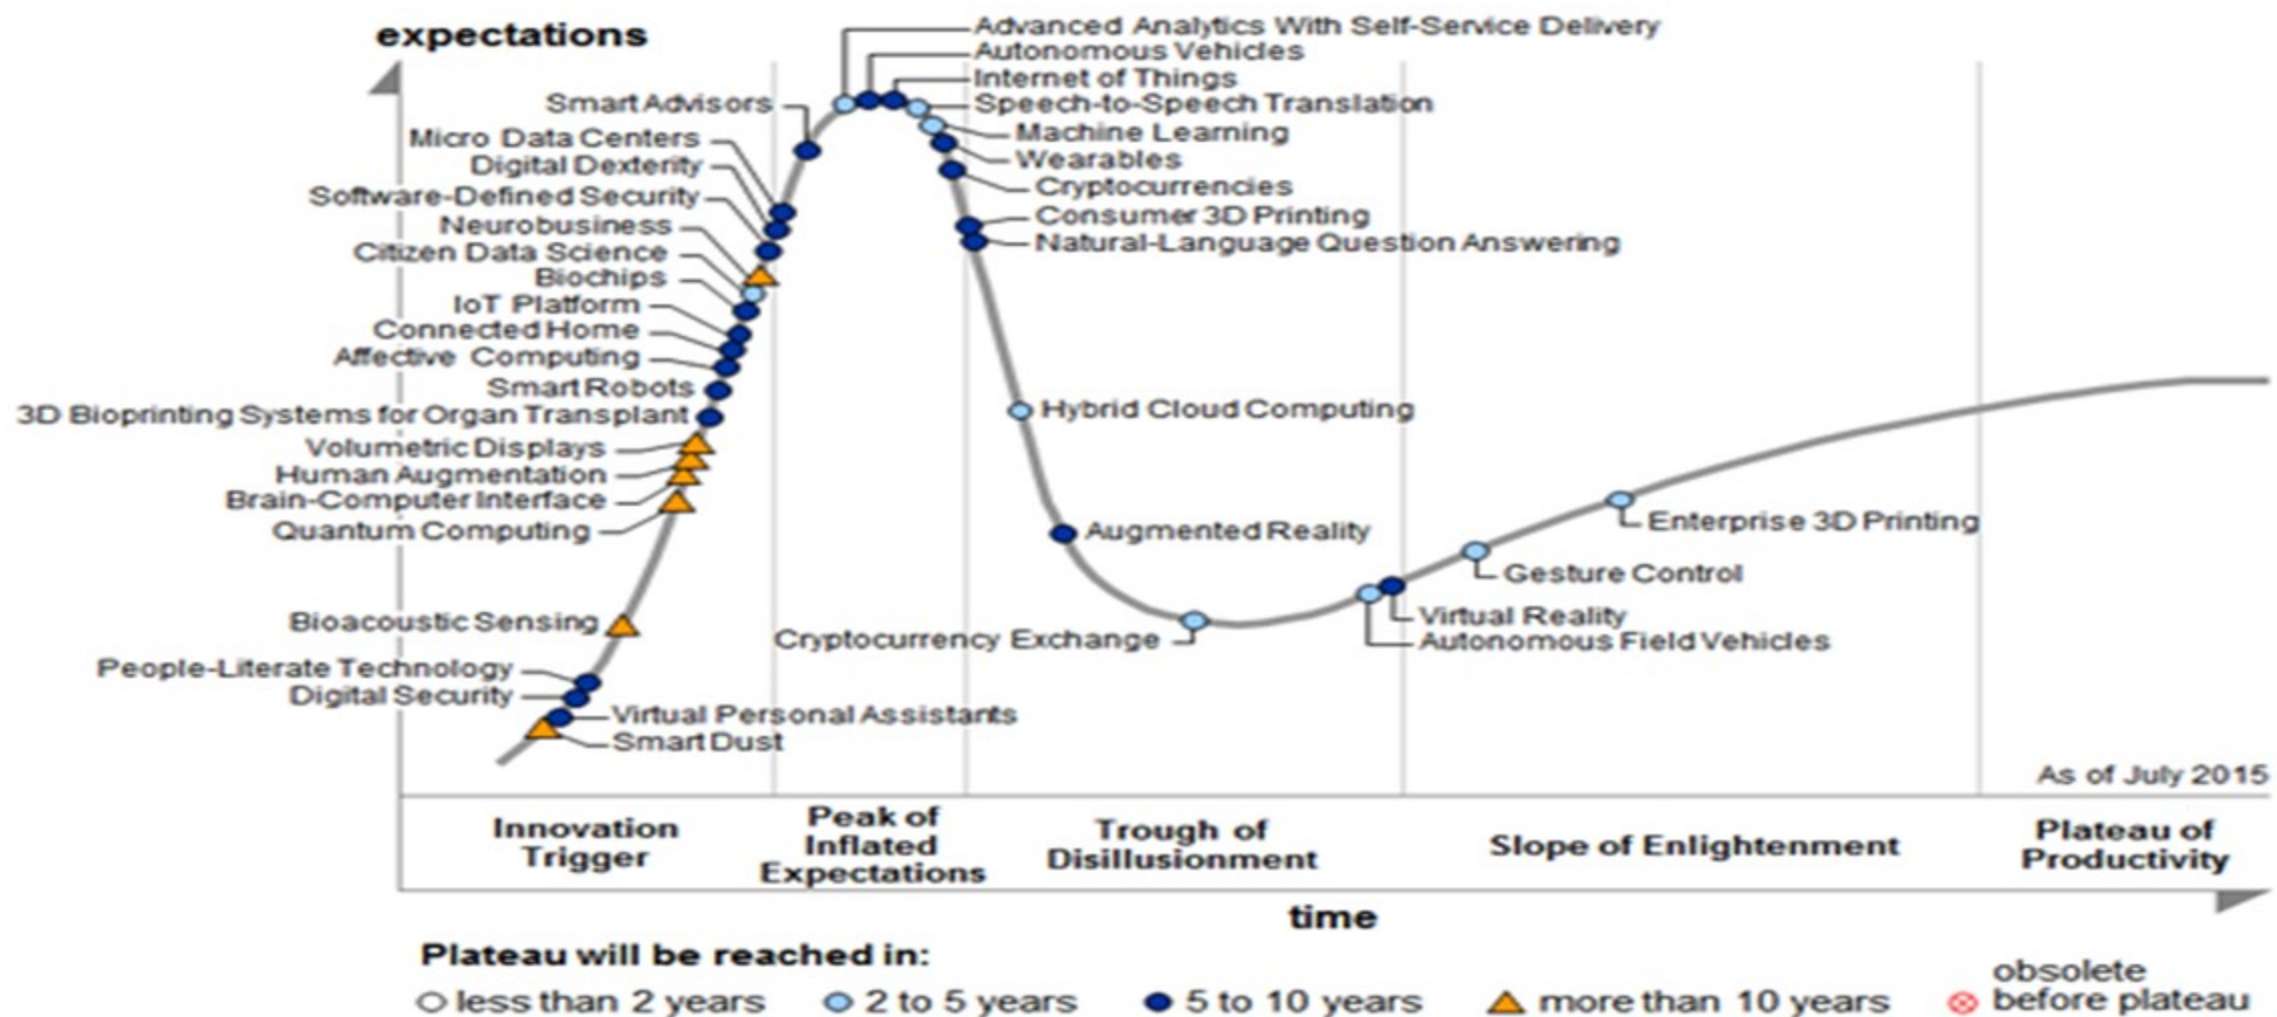 expectations
Advanced Analytics With Self-Service Delivery
Autonomous Vehicles
Internet of Things
Speech-to-Speech Translation
Machine Learning
Wearables
Cryptocurrencies
Consumer 3D Printing
Natural-Language Question Answering
Smart Advisors
Micro Data Centers
Digital Dexterity
Software-Defined Security
Neurobusiness
Citizen Data Science
Biochips
IoT Platform
Connected Home
Affective Computing
Smart Robots
3D Bioprinting Systems for Organ Transplant
Volumetric Displays
Human Augmentation
Brain-Computer Interface
Quantum Computing
Bioacoustic Sensing
People-Literate Technology
Digital Security
Virtual Personal Assistants
Smart Dust
Hybrid Cloud Computing
Augmented Reality
Cryptocurrency Exchange
Enterprise 3D Printing
Gesture Control
Virtual Reality
Autonomous Field Vehicles
As of July 2015
Innovation
Trigger
Peak of
Inflated
Expectations
Trough of
Disillusionment
Slope of Enlightenment
Plateau of
Productivity
time
Plateau will be reached in:
less than 2 years
2 to 5 years
5 to 10 years
more than 10 years
obsolete
before plateau